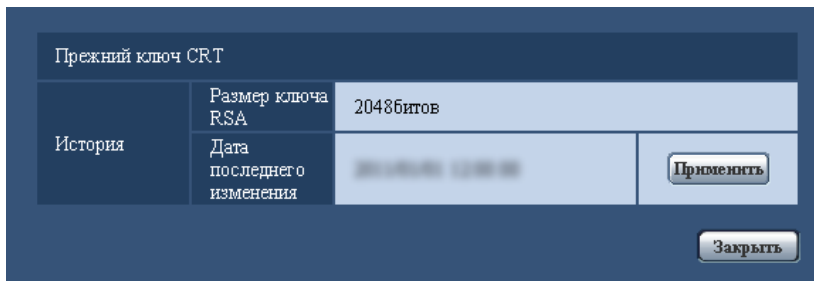 Прежний ключ CRT
История
Размер ключа
RSA
2048битов
Дата
последнего
изменения
Применить
Закрыть